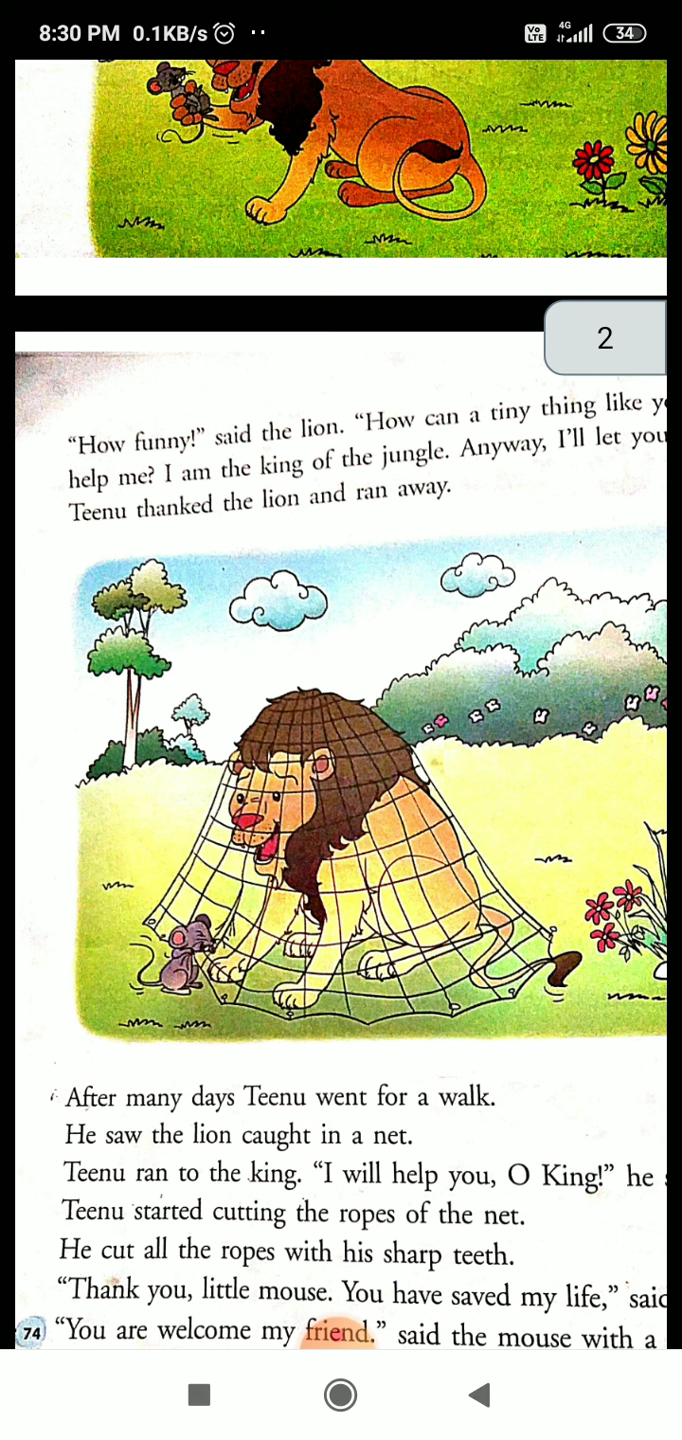 8:30 PM 0.1KB/s ··
Vo LTE 4G 34
2
“How funny!” said the lion. “How can a tiny thing like
help me? I am the king of the jungle. Anyway, I’ll let you
Teenu thanked the lion and ran away.
After many days Teenu went for a walk.
He saw the lion caught in a net.
Teenu ran to the king. “I will help you, O King!” he
Teenu started cutting the ropes of the net.
He cut all the ropes with his sharp teeth.
“Thank you, little mouse. You have saved my life,”
74 “You are welcome my friend.” said the mouse with a